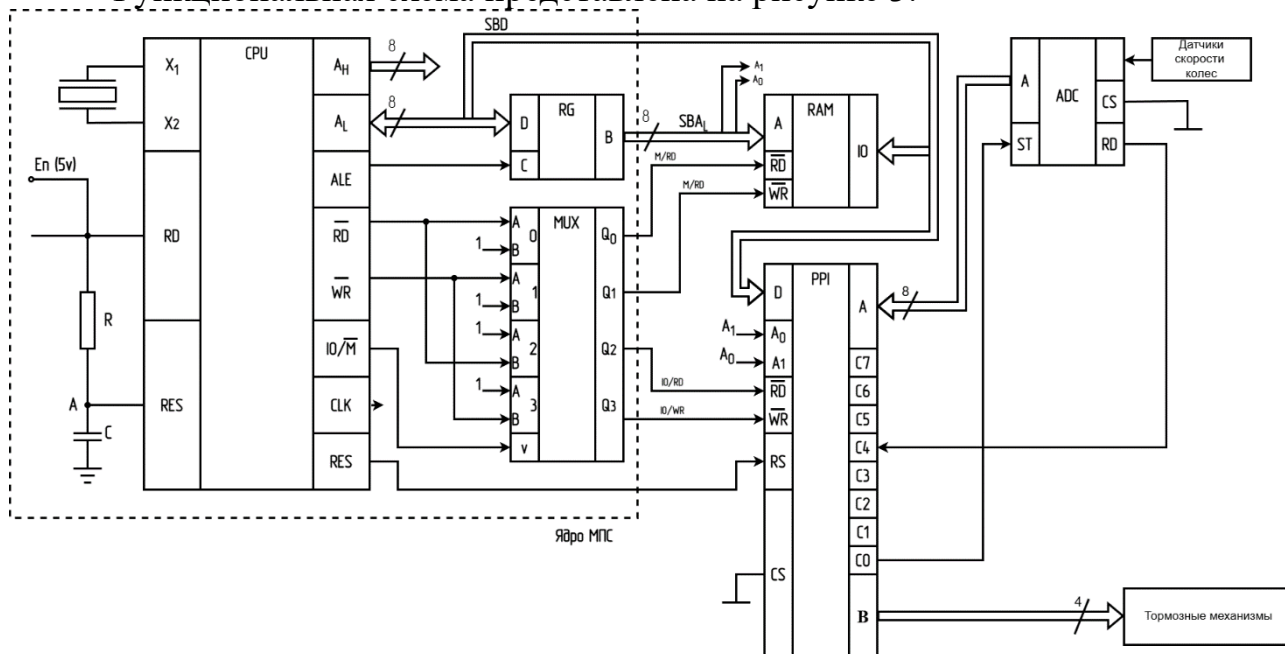 Функциональная схема представлена на рисунке 3.
SBD
CPU
X1
X2
RD
RES
AH
AL
ALE
RD
WR
IO/M
CLK
RES
8
8
En (5v)
R
A
C
D
RG
B
C
8
SBAL
A1
A0
M/RD
M/RD
MUX
A
0
B
1
A
1
B
1
A
2
B
1
A
3
B
1
v
Q0
Q1
Q2
Q3
IO/RD
IO/WR
Ядро МПС
A
RAM
RD
WR
IO
D
PPI
A
A1
A0
A0
A1
RD
WR
RS
CS
C7
C6
C5
C4
C3
C2
C1
C0
B
8
4
A
ADC
CS
ST
RD
Датчики
скорости
колес
Тормозные механизмы